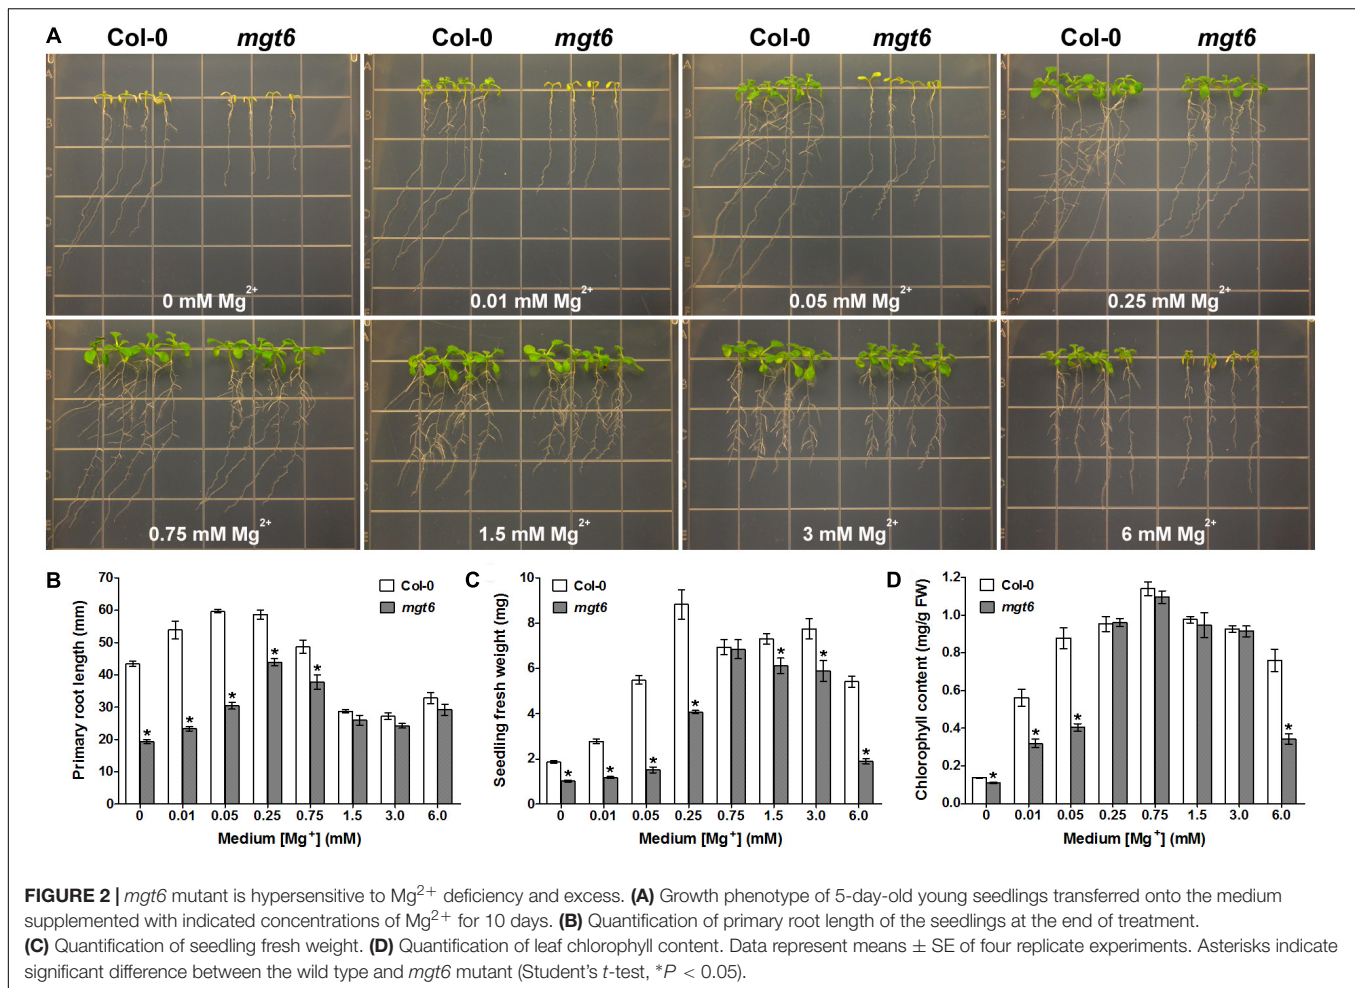 A Col-0 mgt6 Col-0 mgt6 Col-0 mgt6 Col-0 mgt6
0 mM Mg²⁺ 0.01 mM Mg²⁺ 0.05 mM Mg²⁺ 0.25 mM Mg²⁺
0.75 mM Mg²⁺ 1.5 mM Mg²⁺ 3 mM Mg²⁺ 6 mM Mg²⁺
B
Primary root length (mm)
70
60
50
40
30
20
10
0
Col-0
mgt6
* * * * *
0 0.01 0.05 0.25 0.75 1.5 3.0 6.0
Medium [Mg⁺] (mM)
C
Seedling fresh weight (mg)
10
8
6
4
2
0
Col-0
mgt6
* * * * * * *
0 0.01 0.05 0.25 0.75 1.5 3.0 6.0
Medium [Mg⁺] (mM)
D
Chlorophyll content (mg/g FW)
1.2
1.0
0.8
0.6
0.4
0.2
0.0
Col-0
mgt6
* * * *
0 0.01 0.05 0.25 0.75 1.5 3.0 6.0
Medium [Mg⁺] (mM)
FIGURE 2 | mgt6 mutant is hypersensitive to Mg²⁺ deficiency and excess. (A) Growth phenotype of 5-day-old young seedlings transferred onto the medium
supplemented with indicated concentrations of Mg²⁺ for 10 days. (B) Quantification of primary root length of the seedlings at the end of treatment.
(C) Quantification of seedling fresh weight. (D) Quantification of leaf chlorophyll content. Data represent means ± SE of four replicate experiments. Asterisks indicate
significant difference between the wild type and mgt6 mutant (Student's t-test, *P < 0.05).